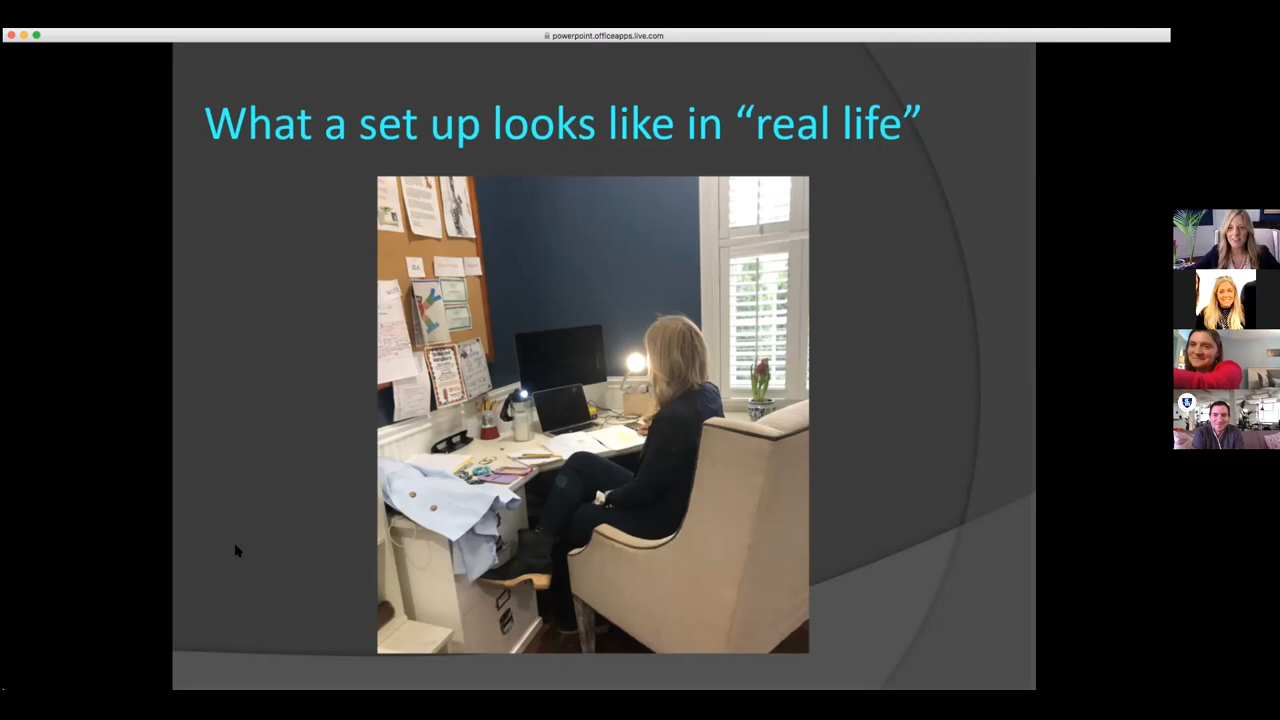 powerpoint.officeapps.live.com
What a set up looks like in “real life”